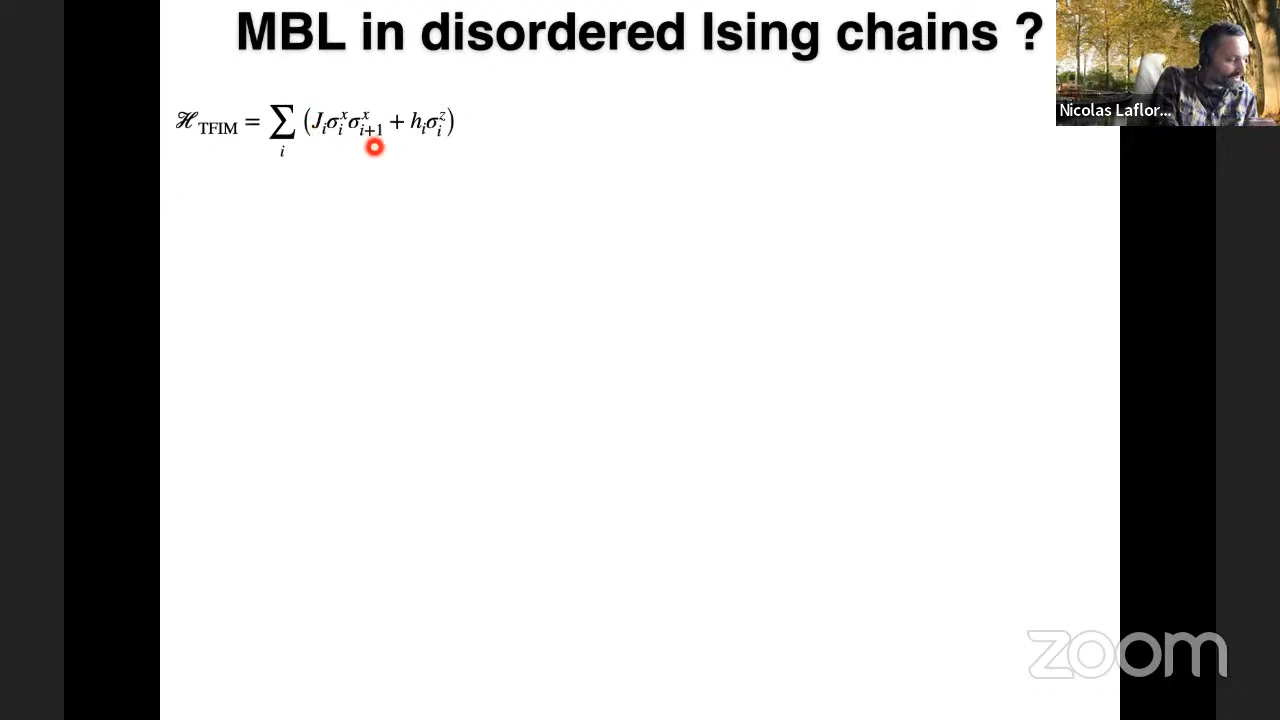 MBL in disordered Ising chains ?
ℋ_TFIM = ∑_i (J_i σ_i^x σ_{i+1}^x + h_i σ_i^z)
Nicolas Laflor...
zoom